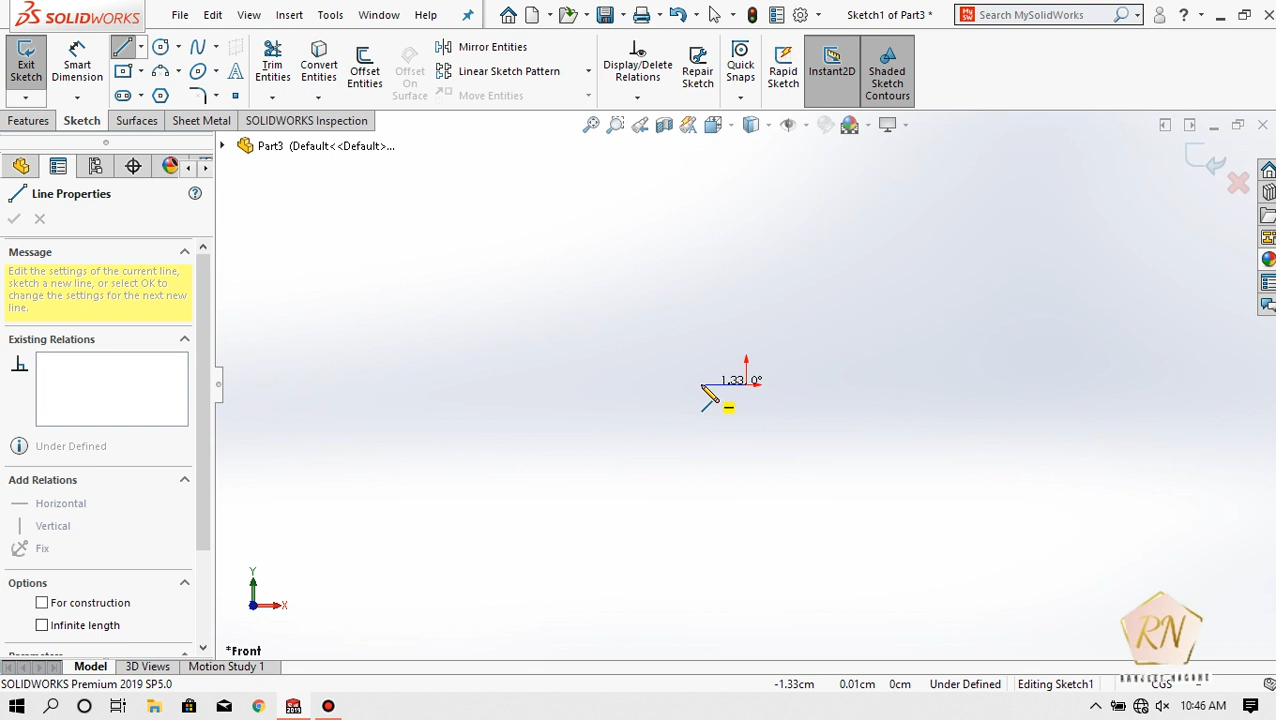 SOLIDWORKS
File Edit View Insert Tools Window Help
Sketch1 of Part3 *
Search MySolidWorks
Exit Sketch
Smart Dimension
Trim Entities
Convert Entities
Offset Entities
Offset On Surface
Mirror Entities
Linear Sketch Pattern
Move Entities
Display/Delete Relations
Repair Sketch
Quick Snaps
Rapid Sketch
Instant2D
Shaded Sketch Contours
Features Sketch Surfaces Sheet Metal SOLIDWORKS Inspection
Part3 (Default<<Default>...
Line Properties
Message
Edit the settings of the current line,
sketch a new line, or select OK to
change the settings for the next new
line.
Existing Relations
Under Defined
Add Relations
Horizontal
Vertical
Fix
Options
For construction
Infinite length
1.33, 0°
Y
X
*Front
RN
Model 3D Views Motion Study 1
SOLIDWORKS Premium 2019 SP5.0
-1.33cm 0.01cm 0cm Under Defined Editing Sketch1 CGS
10:46 AM